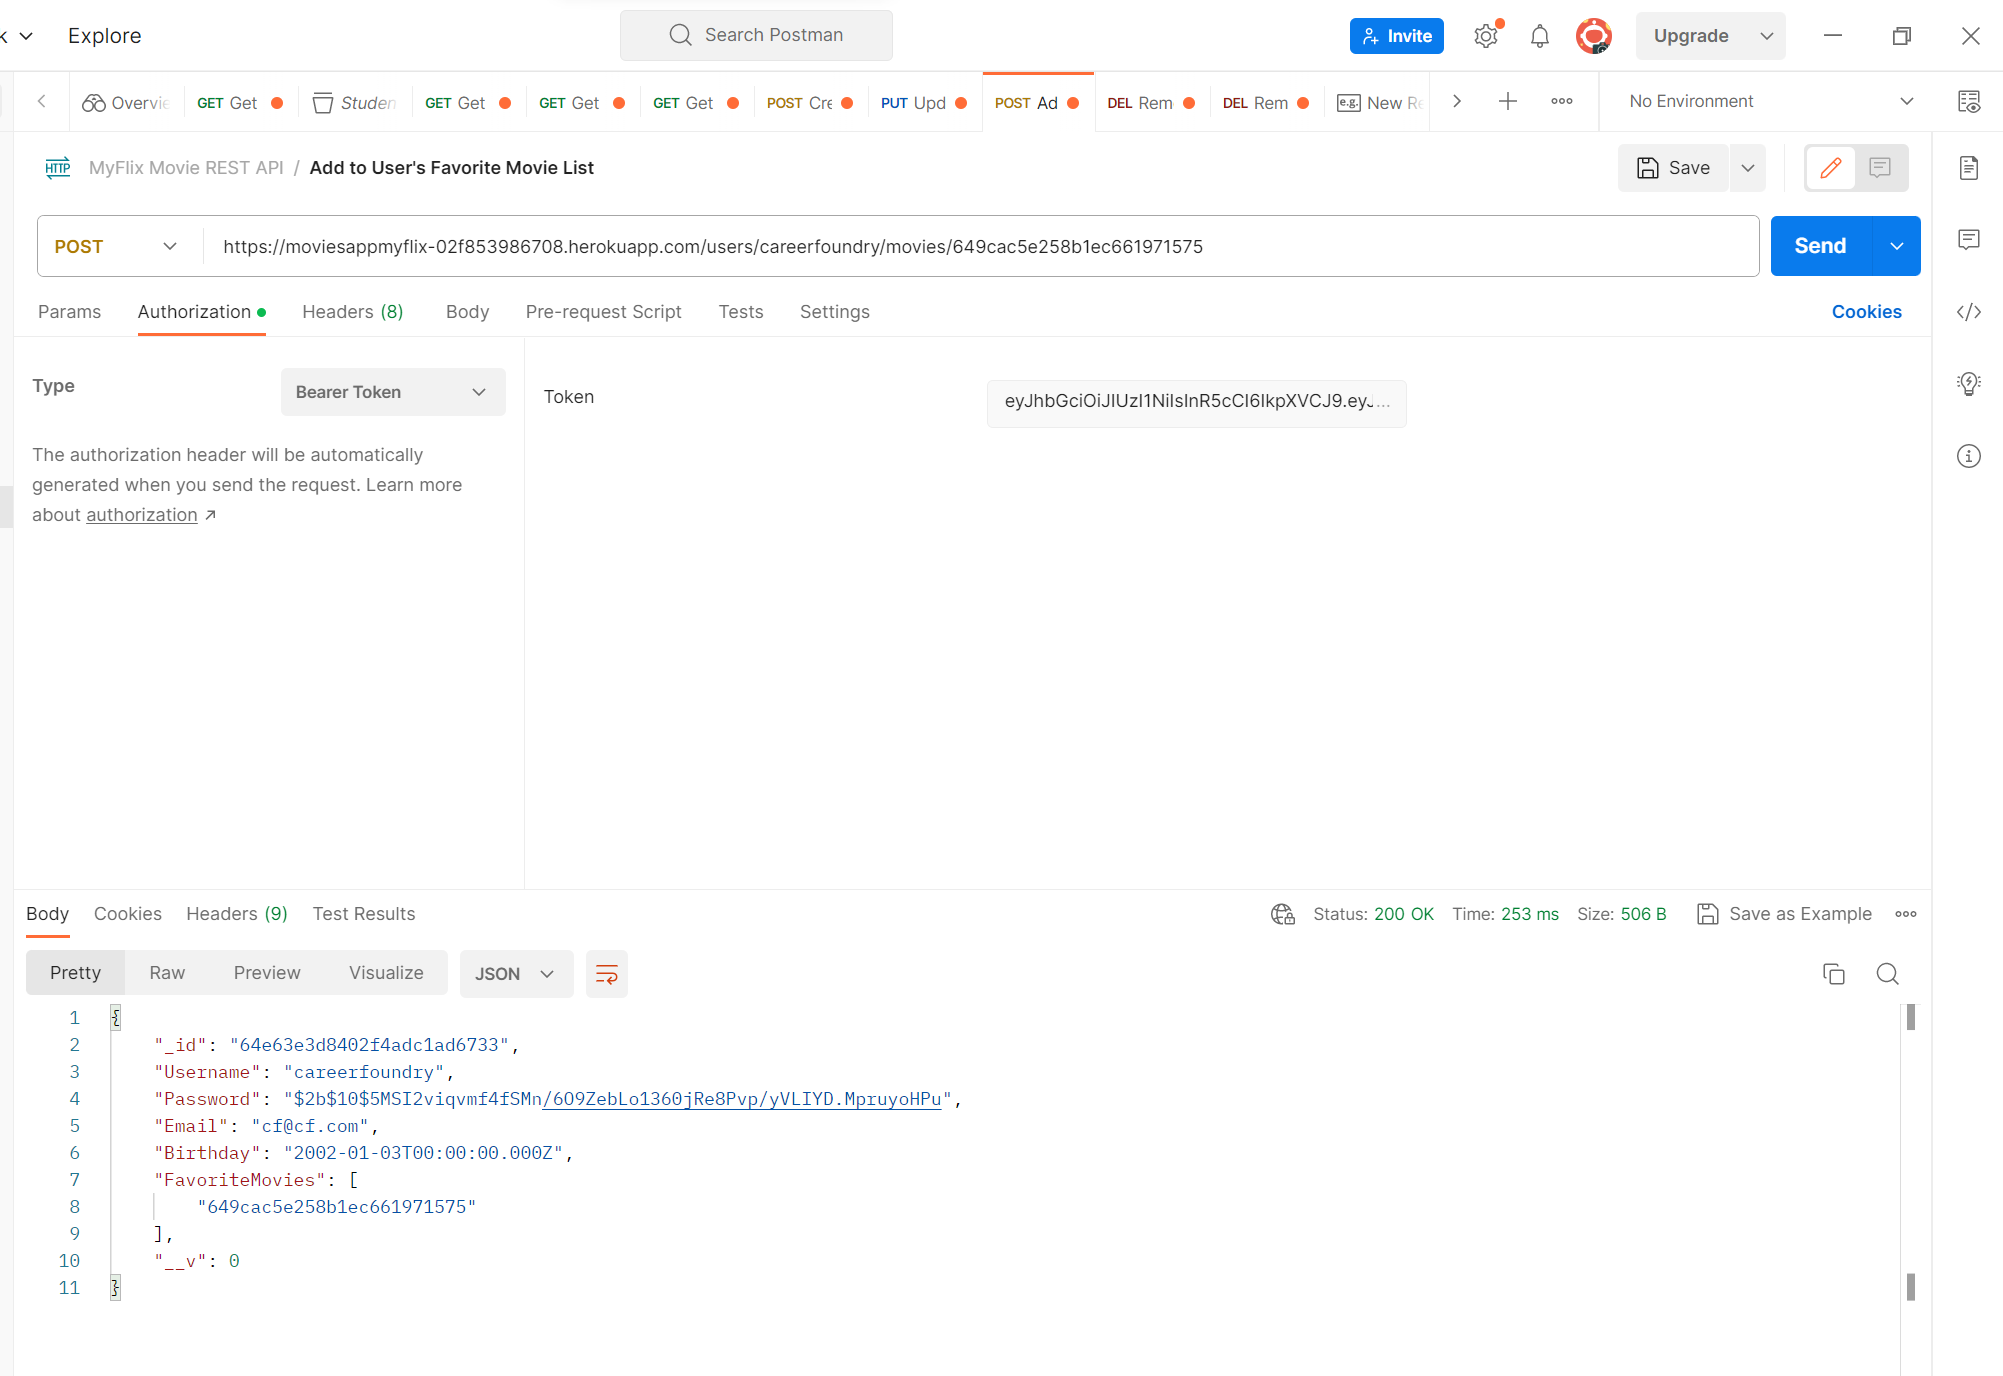 Explore
Search Postman
Invite
Upgrade
GET Get
GET Get
GET Get
GET Get
POST
PUT Upd
POST Ad
DEL Rem
DEL Rem
e.g. New
No Environment
HTTP MyFlix Movie REST API / Add to User's Favorite Movie List
Save
POST
https://moviesappmyflix-02f853986708.herokuapp.com/users/careerfoundry/movies/649cac5e258b1ec661971575
Send
Params Authorization Headers (8) Body Pre-request Script Tests Settings
Cookies
Type
Bearer Token
Token
eyJhbGciOiJIUzI1NiIsInR5cCI6IkpXVCJ9.eyJ...
The authorization header will be automatically
generated when you send the request. Learn more
about authorization ↗
Body Cookies Headers (9) Test Results
Status: 200 OK Time: 253 ms Size: 506 B
Save as Example
Pretty Raw Preview Visualize
JSON
1 {
2 "_id": "64e63e3d8402f4adc1ad6733",
3 "Username": "careerfoundry",
4 "Password": "$2b$10$5MSI2viqvmf4fSMn/6O9ZebLo1360jRe8Pvp/yVLIYD.MpruyoHPu",
5 "Email": "cf@cf.com",
6 "Birthday": "2002-01-03T00:00:00.000Z",
7 "FavoriteMovies": [
8 "649cac5e258b1ec661971575"
9 ],
10 "__v": 0
11 }